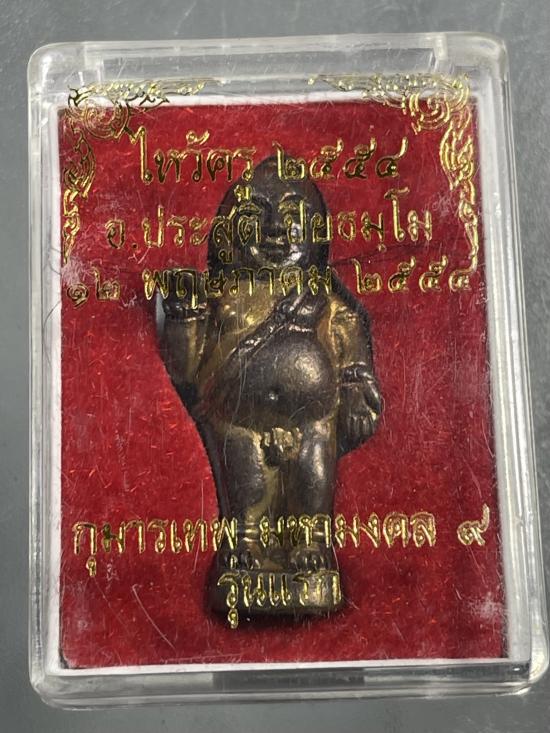 ไหว้ครู ๒๕๕๔
อ.ประสูติ ปิยธมฺโม
๑๒ พฤษภาคม ๒๕๕๔
กุมารเทพ มหามงคล ๙
รุ่นแรก